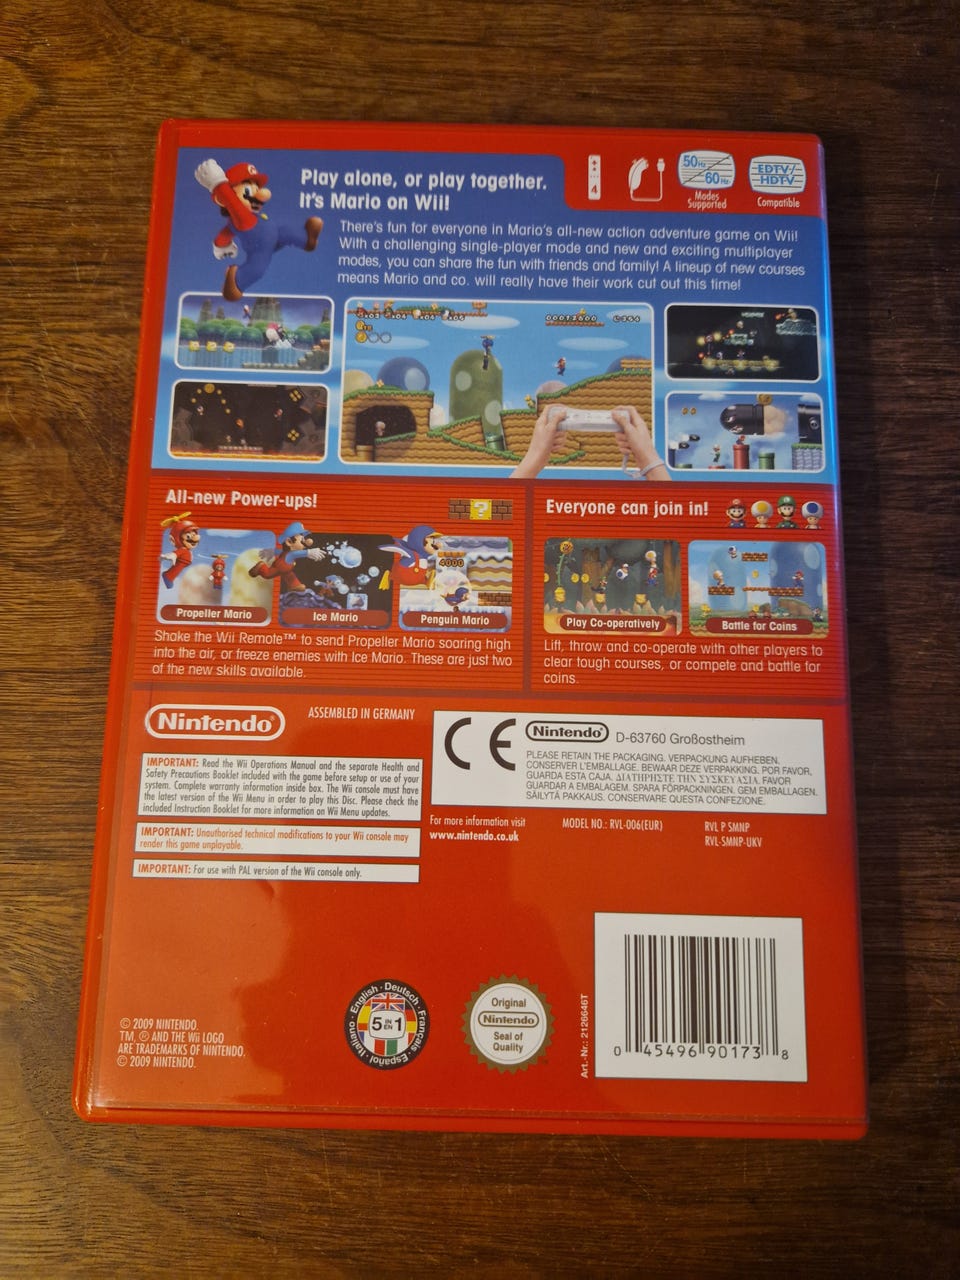 Play alone, or play together.
It's Mario on Wii!
4
50Hz
60Hz
Modes
Supported
EDTV/
HDTV
Compatible
There's fun for everyone in Mario's all-new action adventure game on Wii!
With a challenging single-player mode and new and exciting multiplayer
modes, you can share the fun with friends and family! A lineup of new courses
means Mario and co. will really have their work cut out this time!
All-new Power-ups!
?
Propeller Mario
Ice Mario
4000
Penguin Mario
Shake the Wii Remote™ to send Propeller Mario soaring high
into the air, or freeze enemies with Ice Mario. These are just two
of the new skills available.
Everyone can join in!
Play Co-operatively
Battle for Coins
Lift, throw and co-operate with other players to
clear tough courses, or compete and battle for
coins.
Nintendo®
ASSEMBLED IN GERMANY
IMPORTANT: Read the Wii Operations Manual and the separate Health and
Safety Precautions Booklet included with the game before setup or use of your
system. Complete warranty information inside box. The Wii console must have
the latest version of the Wii Menu in order to play this Disc. Please check the
included Instruction Booklet for more information on Wii Menu updates.
IMPORTANT: Unauthorised technical modifications to your Wii console may
render this game unplayable.
IMPORTANT: For use with PAL version of the Wii console only.
CE
Nintendo®
D-63760 Großostheim
PLEASE RETAIN THE PACKAGING. VERPACKUNG AUFHEBEN.
CONSERVER L'EMBALLAGE. BEWAAR DEZE VERPAKKING. POR FAVOR,
GUARDA ESTA CAJA. ΔΙΑΤΗΡΗΣΤΕ ΤΗΝ ΣΥΣΚΕΥΑΣΙΑ. FAVOR
GUARDAR A EMBALAGEM. SPARA FÖRPACKNINGEN. GEM EMBALLAGEN.
SÄILYTÄ PAKKAUS. CONSERVARE QUESTA CONFEZIONE.
For more information visit
www.nintendo.co.uk
MODEL NO.: RVL-006(EUR)
RVL P SMNP
RVL-SMNP-UKV
© 2009 NINTENDO.
TM, ® AND THE Wii LOGO
ARE TRADEMARKS OF NINTENDO.
© 2009 NINTENDO.
English · Deutsch · Français · Español · Italiano
5 IN EN 1
Original
Nintendo
Seal of
Quality
Art.-Nr.: 2126646T
0 45496 90173 8